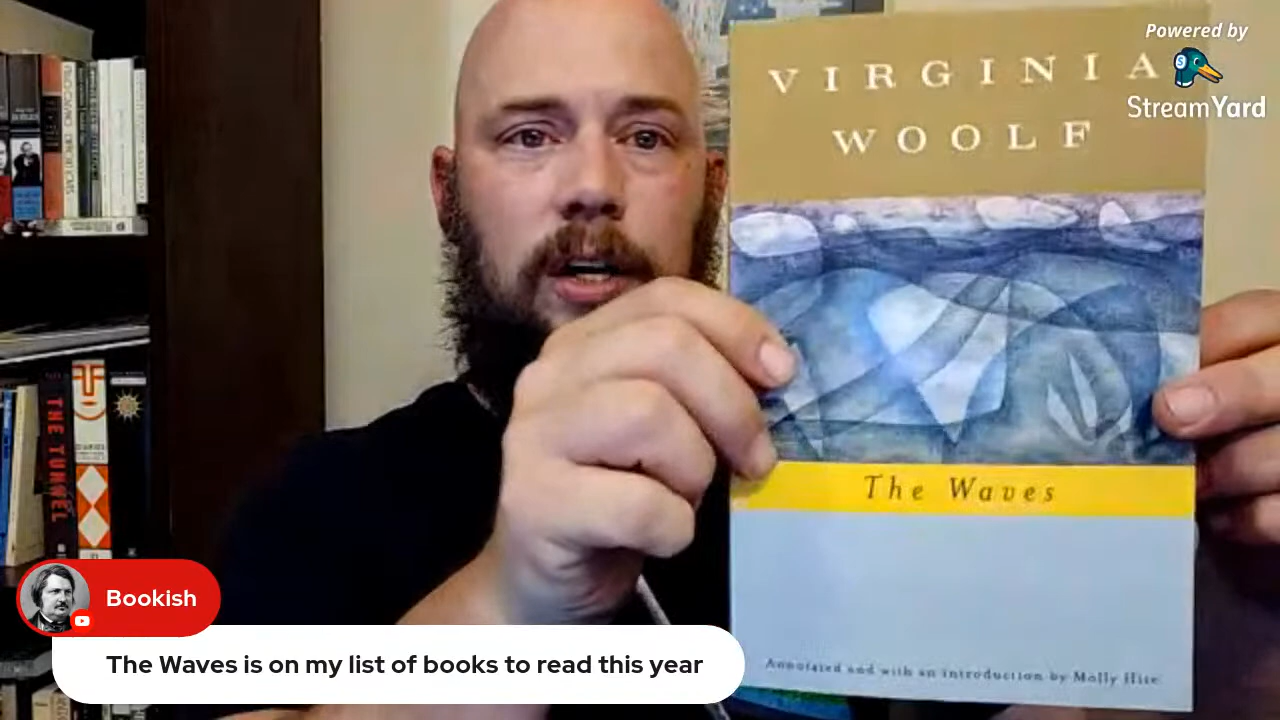 Powered by
StreamYard
VIRGINIA
WOOLF
The Waves
Annotated and with an introduction by Molly Hite
THE TUNNEL
Bookish
The Waves is on my list of books to read this year